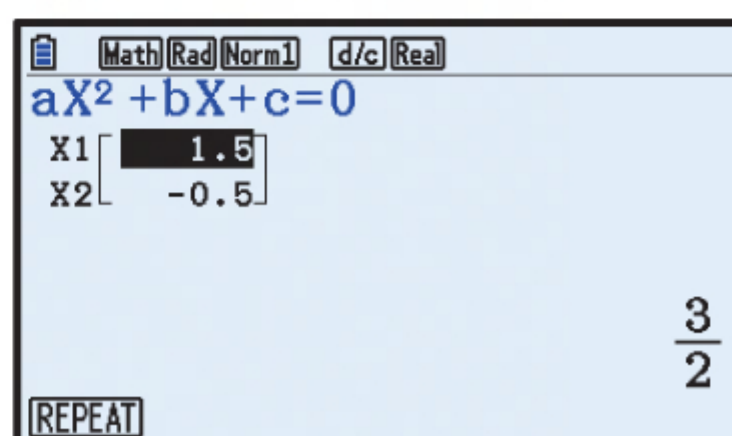 Math Rad Norm1 d/c Real
aX² +bX+c=0
X1 1.5
X2 -0.5
3
2
REPEAT